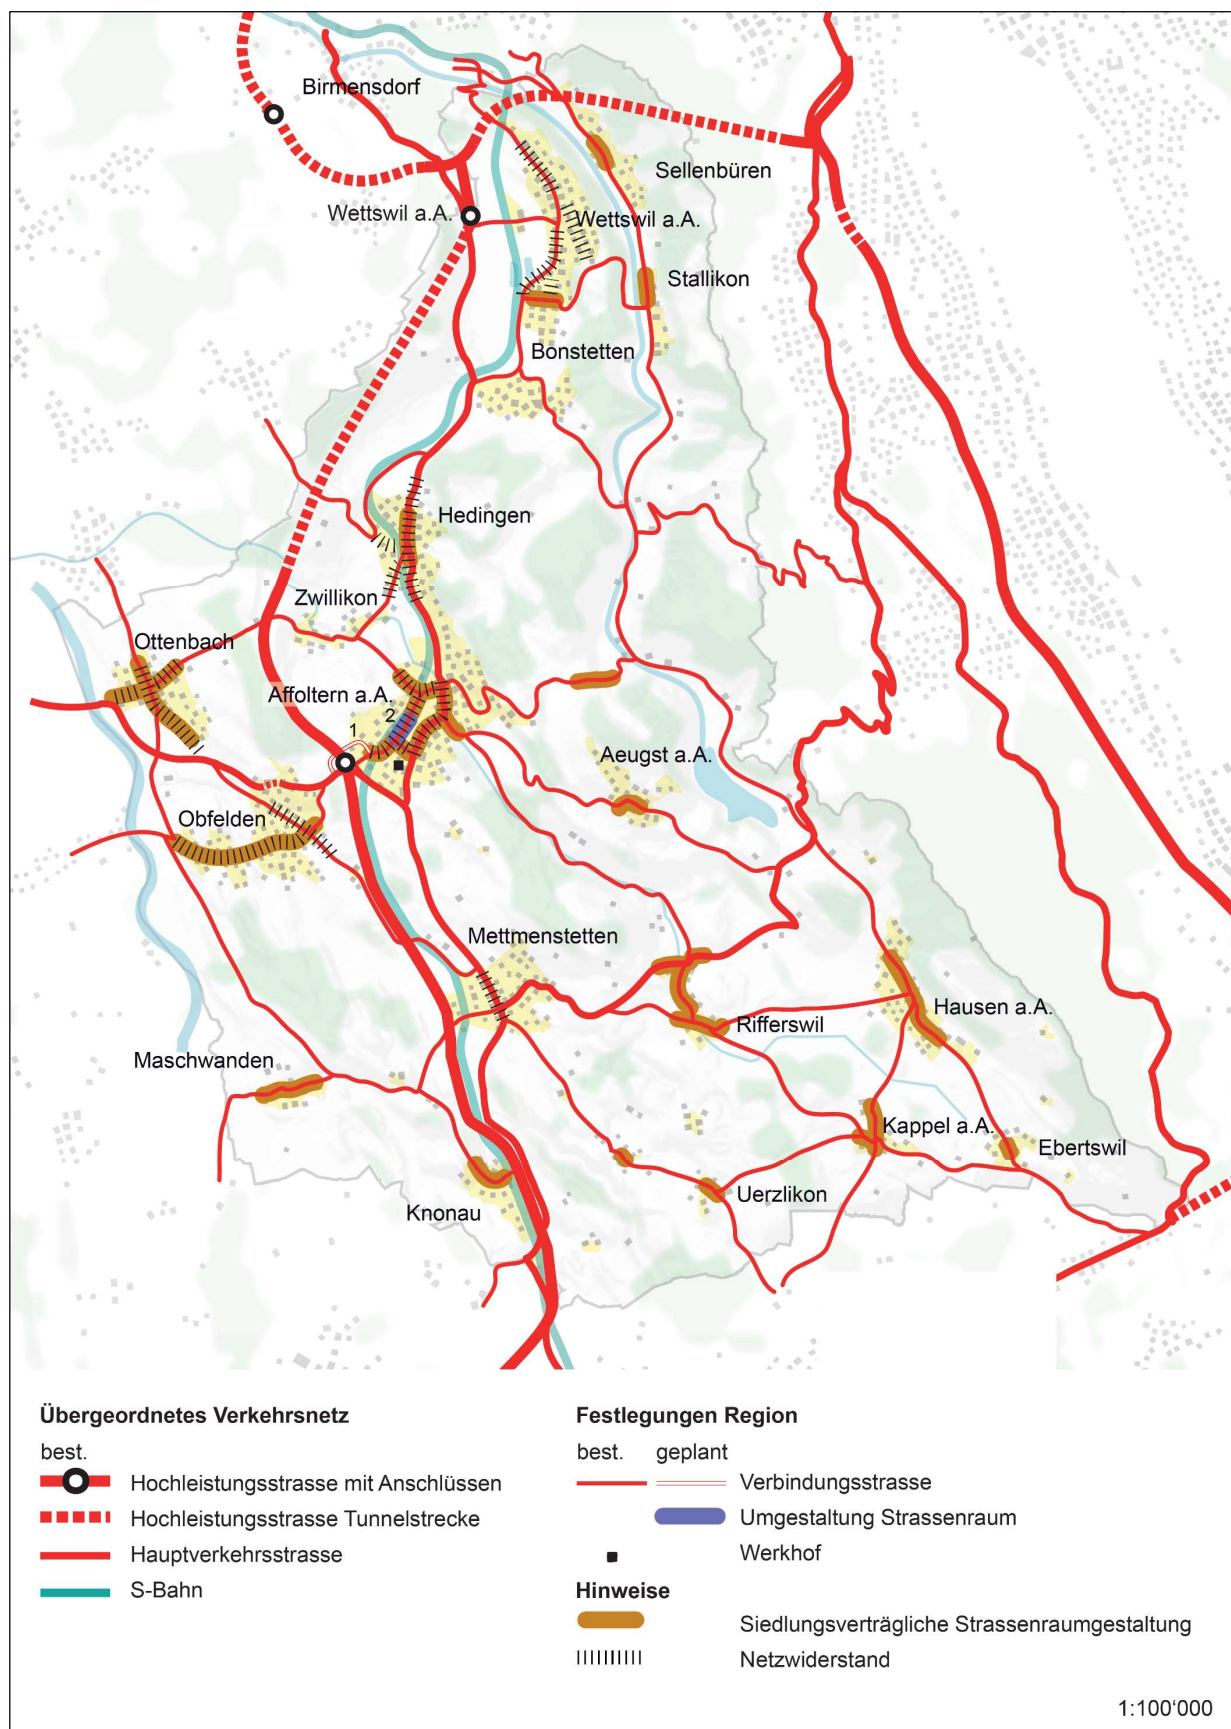 Birmensdorf
Sellenbüren
Wettswil a.A.
Wettswil a.A.
Stallikon
Bonstetten
Hedingen
Zwillikon
Ottenbach
Affoltern a.A.
2
1
Aeugst a.A.
Obfelden
Mettmenstetten
Hausen a.A.
Rifferswil
Maschwanden
Kappel a.A.
Ebertswil
Uerzlikon
Knonau
Übergeordnetes Verkehrsnetz
best.
Hochleistungsstrasse mit Anschlüssen
Hochleistungsstrasse Tunnelstrecke
Hauptverkehrsstrasse
S-Bahn
Festlegungen Region
best. geplant
Verbindungsstrasse
Umgestaltung Strassenraum
Werkhof
Hinweise
Siedlungsverträgliche Strassenraumgestaltung
Netzwiderstand
1:100‘000